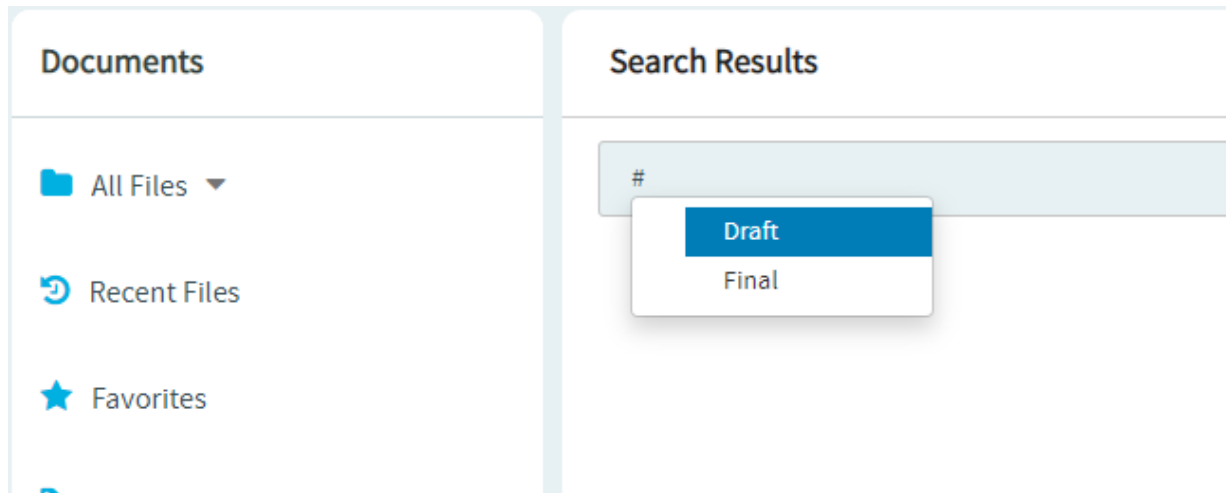 Documents
All Files
Recent Files
Favorites
Search Results
#
Draft
Final